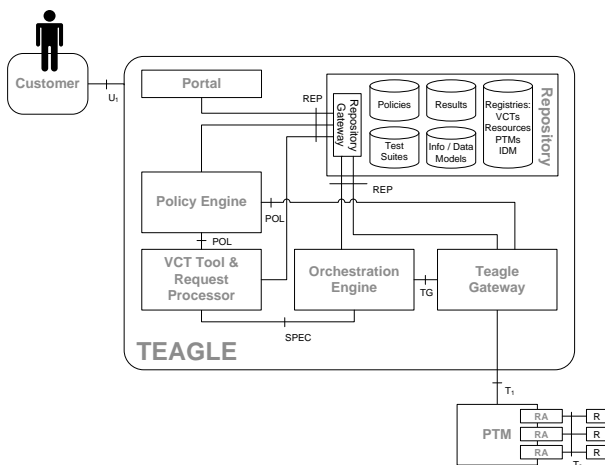 Customer
U1
Portal
REP
Repository
Gateway
Policies
Results
Registries:
VCTs
Resources
PTMs
IDM
Test
Suites
Info / Data
Models
Repository
REP
Policy Engine
POL
POL
VCT Tool &
Request
Processor
Orchestration
Engine
TG
Teagle
Gateway
SPEC
TEAGLE
T1
PTM
RA
R
RA
R
RA
R